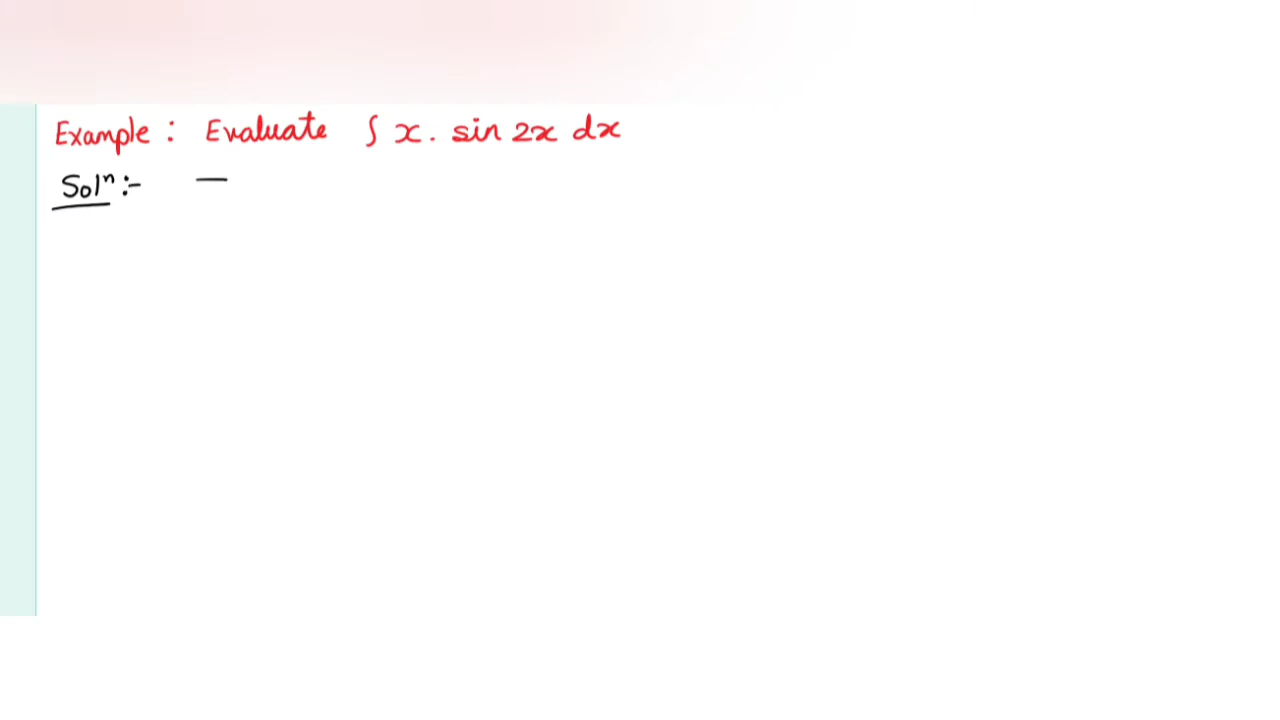 Example : Evaluate ∫ x . sin 2x dx
Solⁿ :- —